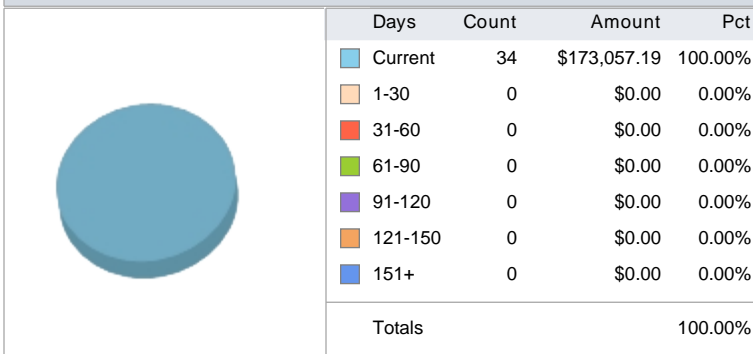 Days Count Amount Pct
Current 34 $173,057.19 100.00%
1-30 0 $0.00 0.00%
31-60 0 $0.00 0.00%
61-90 0 $0.00 0.00%
91-120 0 $0.00 0.00%
121-150 0 $0.00 0.00%
151+ 0 $0.00 0.00%
Totals 100.00%